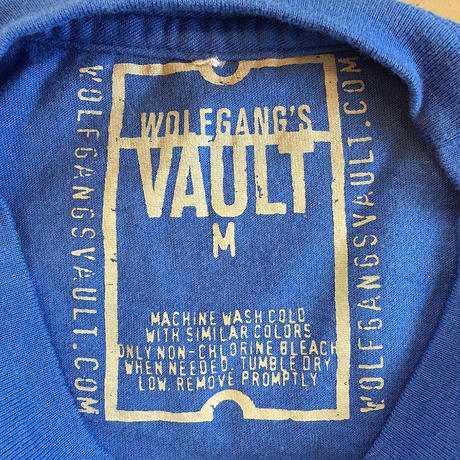 WOLFGANG'S
VAULT
M
MACHINE WASH COLD
WITH SIMILAR COLORS
ONLY NON-CHLORINE BLEACH
WHEN NEEDED. TUMBLE DRY
LOW. REMOVE PROMPTLY
WOLFGANGSVAULT.COM
WOLFGANGSVAULT.COM